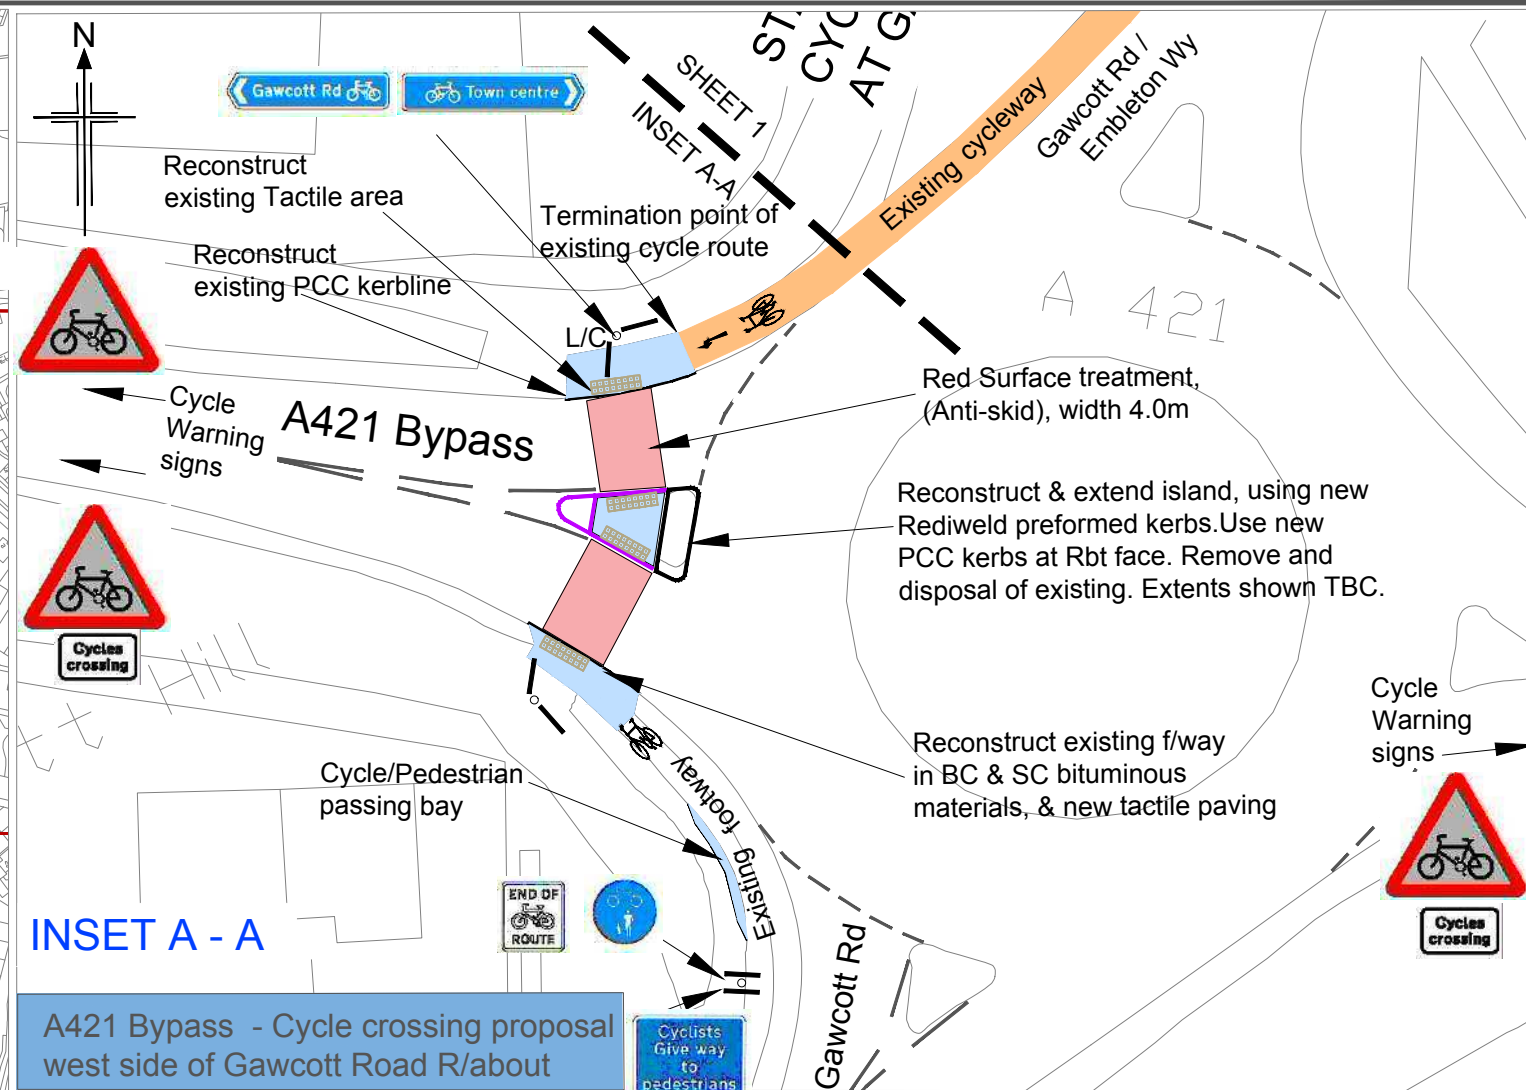 N
Gawcott Rd
Town centre
Reconstruct
existing Tactile area
Reconstruct
existing PCC kerbline
Termination point of
existing cycle route
SHEET 1
INSET A-A
CYC
AT G
Existing cycleway
Gawcott Rd /
Embleton Wy
A 421
L/C
Cycle
Warning
signs
A421 Bypass
Red Surface treatment,
(Anti-skid), width 4.0m
Reconstruct & extend island, using new
Rediweld preformed kerbs.Use new
PCC kerbs at Rbt face. Remove and
disposal of existing. Extents shown TBC.
Cycles
crossing
Hill
Cycle/Pedestrian
passing bay
Existing footway
Reconstruct existing f/way
in BC & SC bituminous
materials, & new tactile paving
Cycle
Warning
signs
Cycles
crossing
END OF
ROUTE
Gawcott Rd
INSET A - A
A421 Bypass - Cycle crossing proposal
west side of Gawcott Road R/about
Cyclists
Give way
to
pedestrians